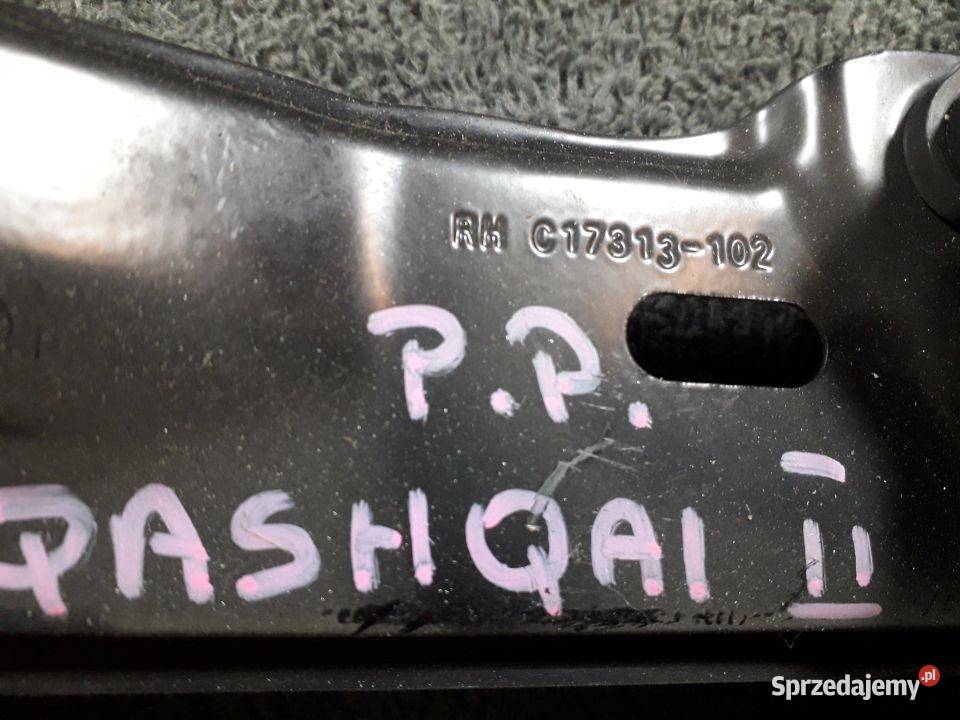 RH C17313-102
P.P.
QASHQAI II
Sprzedajemy.pl